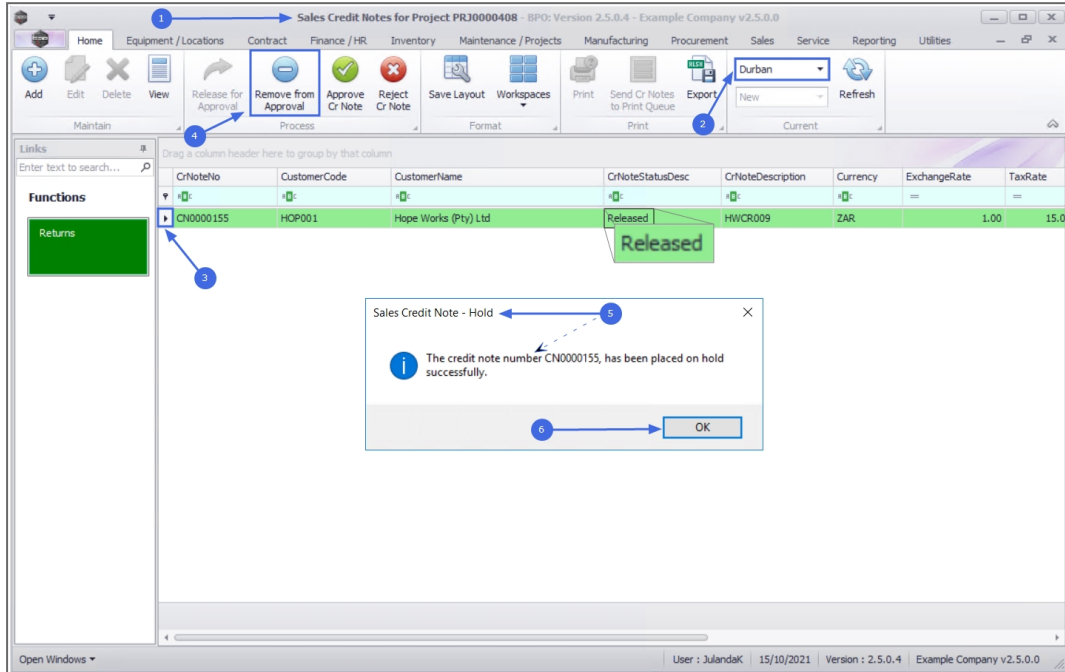 1
Sales Credit Notes for Project PRJ0000408 - BPO: Version 2.5.0.4 - Example Company v2.5.0.0
Home Equipment / Locations Contract Finance / HR Inventory Maintenance / Projects Manufacturing Procurement Sales Service Reporting Utilities
Add Edit Delete View Release for Approval Remove from Approval Approve Cr Note Reject Cr Note Save Layout Workspaces Print Send Cr Notes to Print Queue Export Durban New Refresh
Maintain Process Format Print Current
4
2
Links
Drag a column header here to group by that column
Enter text to search...
CrNoteNo CustomerCode CustomerName CrNoteStatusDesc CrNoteDescription Currency ExchangeRate TaxRate
Functions
CN0000155 HOP001 Hope Works (Pty) Ltd Released HWCR009 ZAR 1.00 15.0
Returns
Released
3
Sales Credit Note - Hold
5
The credit note number CN0000155, has been placed on hold
successfully.
6
OK
Open Windows
User : JulandaK 15/10/2021 Version : 2.5.0.4 Example Company v2.5.0.0